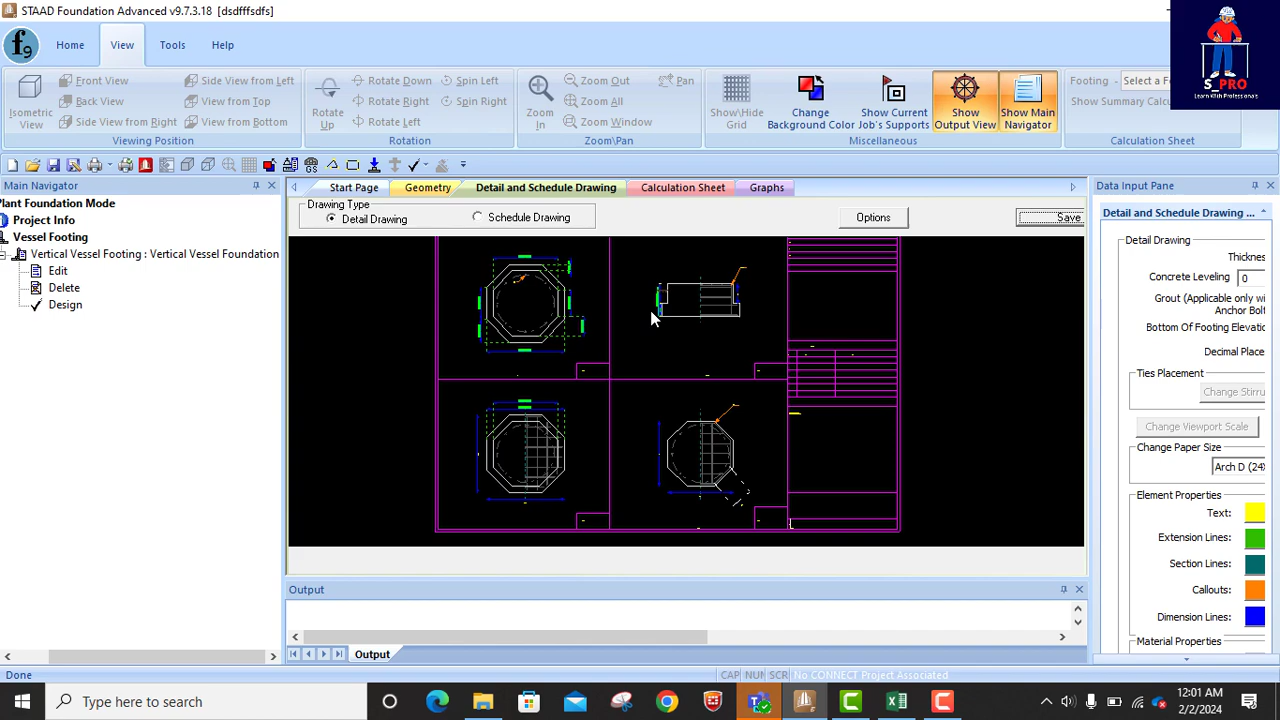 STAAD Foundation Advanced v9.7.3.18 [dsdfffsdfs]
Home View Tools Help
Isometric View
Front View
Back View
Side View from Right
Side View from Left
View from Top
View from Bottom
Viewing Position
Rotate Up
Rotate Down
Rotate Right
Rotate Left
Spin Left
Spin Right
Rotation
Zoom In
Zoom Out
Zoom All
Zoom Window
Pan
Zoom\Pan
Show\Hide Grid
Change Background Color
Show Current Job's Supports
Show Output View
Show Main Navigator
Miscellaneous
Footing - Select a F
Show Summary Calcu
Calculation Sheet
S_PRO
Learn With Professionals
Main Navigator
Plant Foundation Mode
Project Info
Vessel Footing
Vertical Vessel Footing : Vertical Vessel Foundation
Edit
Delete
Design
Start Page Geometry Detail and Schedule Drawing Calculation Sheet Graphs
Drawing Type
Detail Drawing Schedule Drawing
Options
Save
Output
Output
Data Input Pane
Detail and Schedule Drawing ...
Detail Drawing
Thicknes
Concrete Leveling 0
Grout (Applicable only wi
Anchor Bolt
Bottom Of Footing Elevatio
Decimal Place
Ties Placement
Change Stirru
Change Viewport Scale
Change Paper Size
Arch D (24x
Element Properties
Text:
Extension Lines:
Section Lines:
Callouts:
Dimension Lines:
Material Properties
Done
CAP NUM SCR No CONNECT Project Associated
Type here to search
12:01 AM
2/2/2024